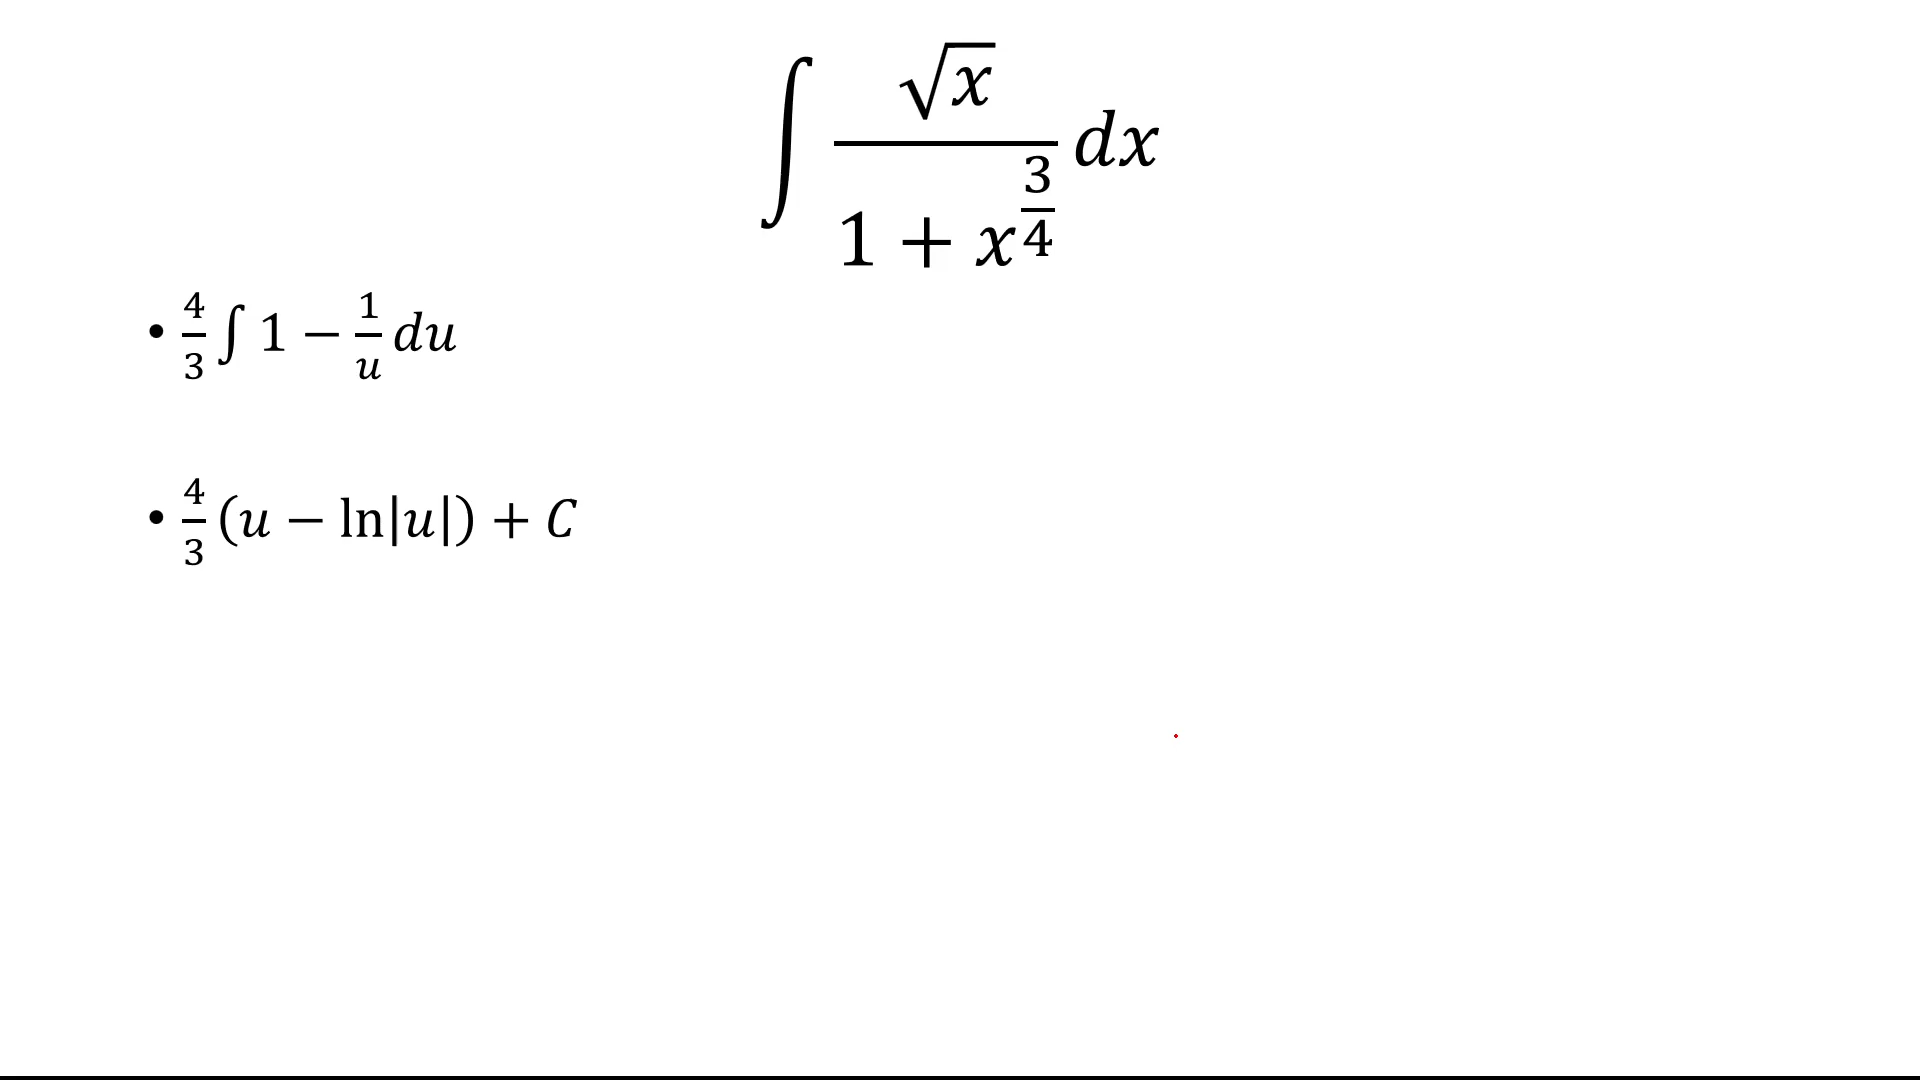 ∫ √x / (1 + x^(3/4)) dx
• 4/3 ∫ 1 − 1/u du
• 4/3 (u − ln|u|) + C